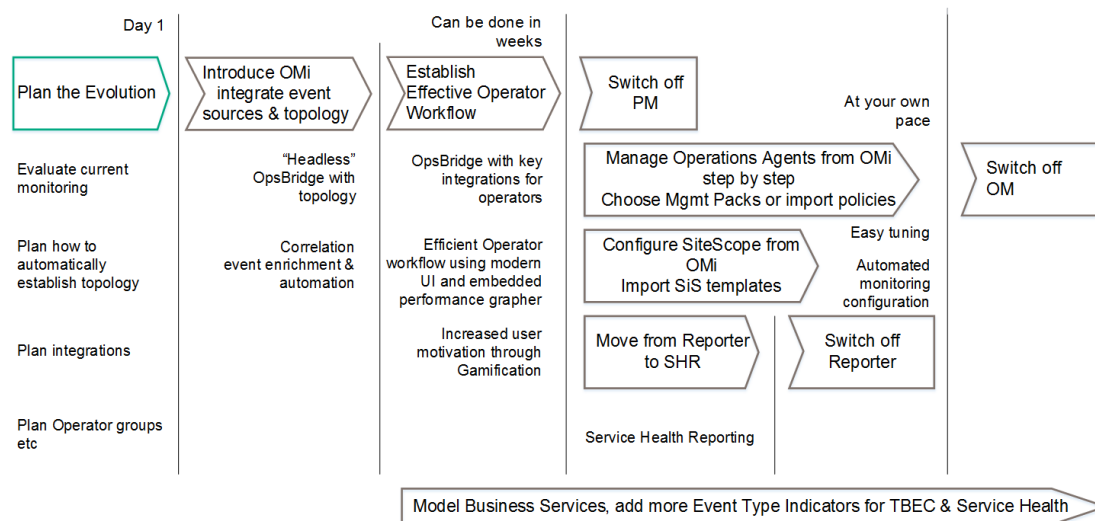 Day 1
Can be done in
weeks
Plan the Evolution
Introduce OMi
integrate event
sources & topology
Establish
Effective Operator
Workflow
Switch off
PM
At your own
pace
Evaluate current
monitoring
“Headless”
OpsBridge with
topology
OpsBridge with key
integrations for
operators
Manage Operations Agents from OMi
step by step
Choose Mgmt Packs or import policies
Switch off
OM
Plan how to
automatically
establish topology
Correlation
event enrichment &
automation
Efficient Operator
workflow using modern
UI and embedded
performance grapher
Configure SiteScope from
OMi
Import SiS templates
Easy tuning
Automated
monitoring
configuration
Plan integrations
Increased user
motivation through
Gamification
Move from Reporter
to SHR
Switch off
Reporter
Plan Operator groups
etc
Service Health Reporting
Model Business Services, add more Event Type Indicators for TBEC & Service Health